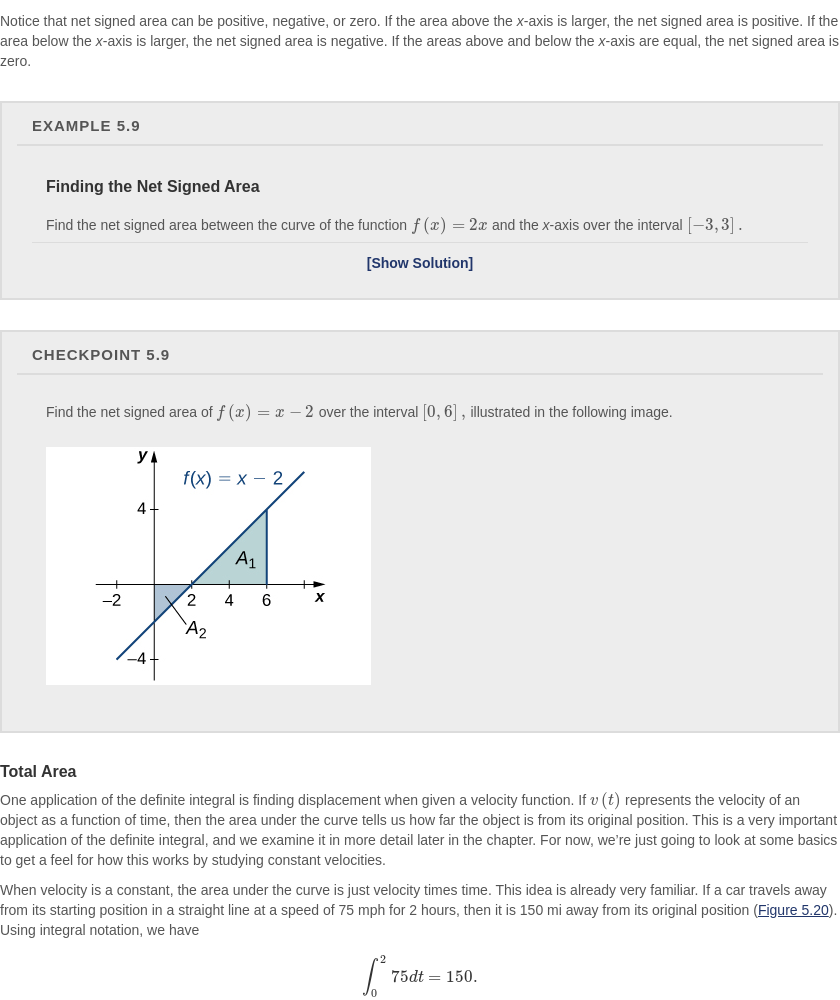 Notice that net signed area can be positive, negative, or zero. If the area above the x-axis is larger, the net signed area is positive. If the
area below the x-axis is larger, the net signed area is negative. If the areas above and below the x-axis are equal, the net signed area is
zero.
EXAMPLE 5.9
Finding the Net Signed Area
Find the net signed area between the curve of the function f (x) = 2x and the x-axis over the interval [−3, 3] .
[Show Solution]
CHECKPOINT 5.9
Find the net signed area of f (x) = x − 2 over the interval [0, 6] , illustrated in the following image.
y
f(x) = x − 2
4
A1
−2 2 4 6 x
A2
−4
Total Area
One application of the definite integral is finding displacement when given a velocity function. If v (t) represents the velocity of an
object as a function of time, then the area under the curve tells us how far the object is from its original position. This is a very important
application of the definite integral, and we examine it in more detail later in the chapter. For now, we’re just going to look at some basics
to get a feel for how this works by studying constant velocities.
When velocity is a constant, the area under the curve is just velocity times time. This idea is already very familiar. If a car travels away
from its starting position in a straight line at a speed of 75 mph for 2 hours, then it is 150 mi away from its original position (Figure 5.20).
Using integral notation, we have
∫₀² 75dt = 150.